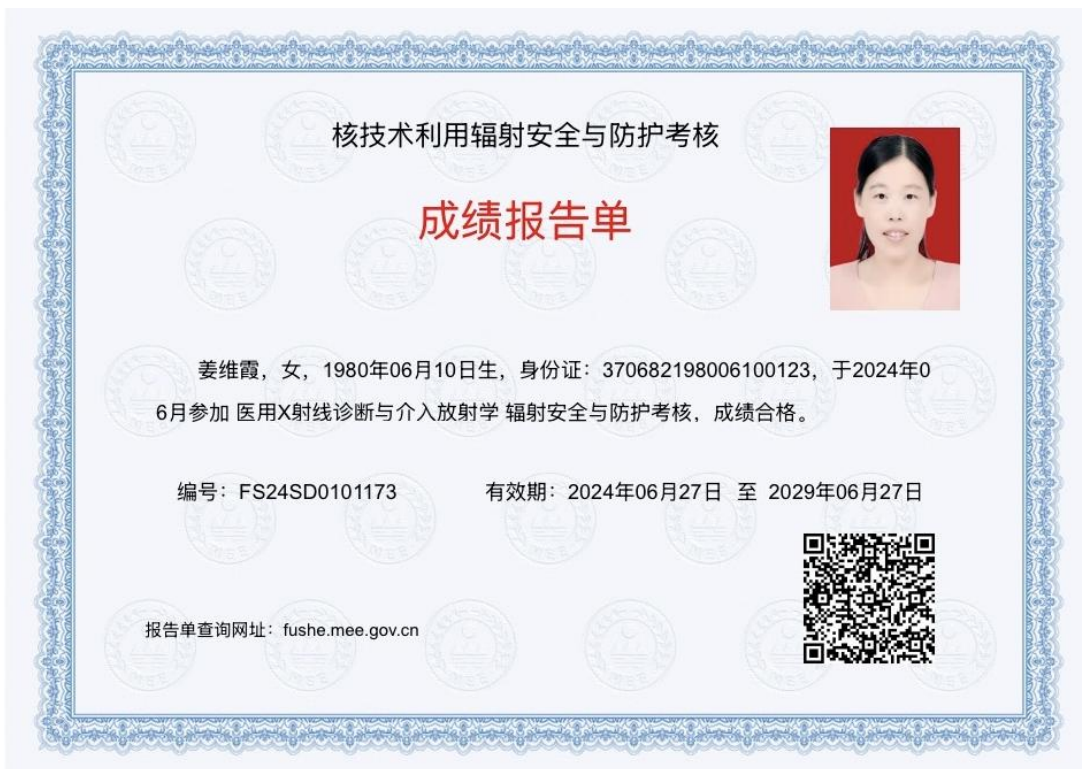 核技术利用辐射安全与防护考核
成绩报告单
姜维霞，女，1980年06月10日生，身份证：370682198006100123，于2024年0
6月参加 医用X射线诊断与介入放射学 辐射安全与防护考核，成绩合格。
编号：FS24SD0101173 有效期：2024年06月27日 至 2029年06月27日
报告单查询网址：fushe.mee.gov.cn